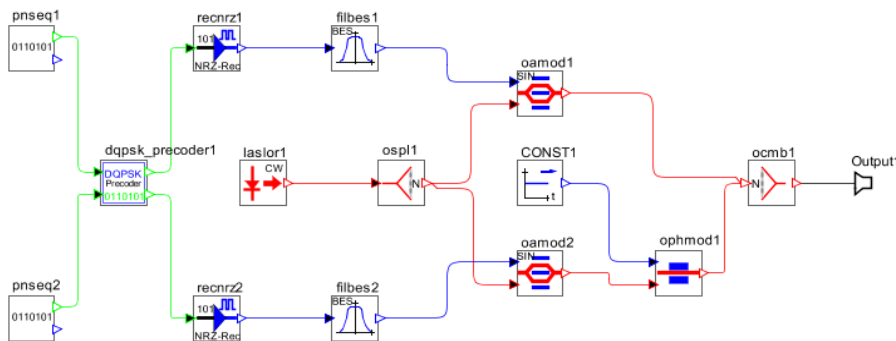 pnseq1
0110101
recnrz1
101
NRZ-Rec
filbes1
BES
oamod1
SIN
dqpsk_precoder1
DQPSK
Precoder
0110101
laslor1
CW
ospl1
N
CONST1
t
ocmb1
N
Output1
oamod2
SIN
ophmod1
pnseq2
0110101
recnrz2
101
NRZ-Rec
filbes2
BES